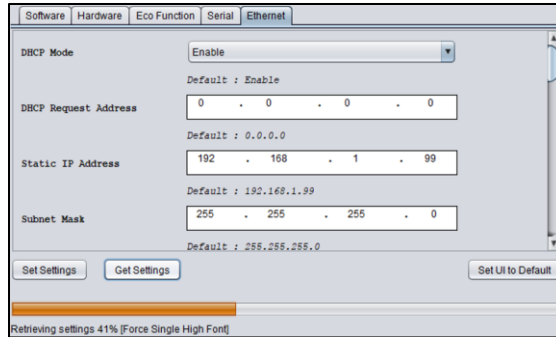 Software Hardware Eco Function Serial Ethernet
DHCP Mode Enable
Default : Enable
DHCP Request Address 0 . 0 . 0 . 0
Default : 0.0.0.0
Static IP Address 192 . 168 . 1 . 99
Default : 192.168.1.99
Subnet Mask 255 . 255 . 255 . 0
Default : 255.255.255.0
Set Settings Get Settings Set UI to Default
Retrieving settings 41% [Force Single High Font]